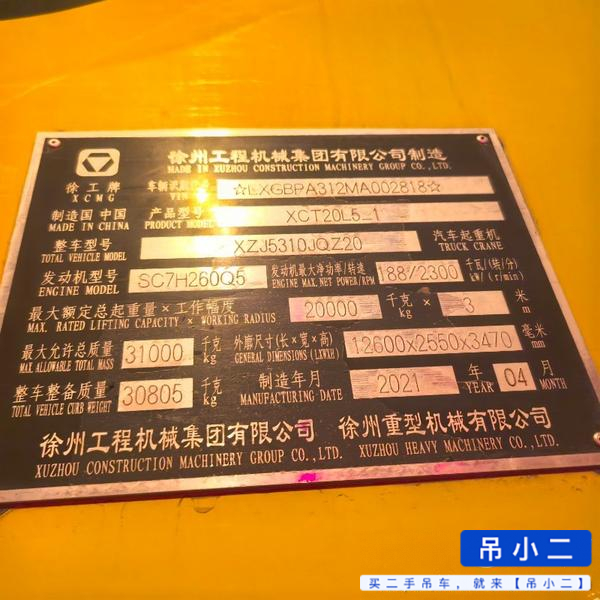 徐州工程机械集团有限公司制造
MADE IN XUZHOU CONSTRUCTION MACHINERY GROUP CO., LTD.
徐工牌
XCMG
VIN
☆LXGBPA312MA002818☆
制造国 中国
MADE IN CHINA
产品型号
PRODUCT MODEL
XCT20L5_1
整车型号
TOTAL VEHICLE MODEL
XZJ5310JQZ20
汽车起重机
TRUCK CRANE
发动机型号
ENGINE MODEL
SC7H260Q5
发动机最大净功率/转速
ENGINE MAX. NET POWER/RPM
188/2300
千瓦/(转/分)
kW/(r/min)
最大额定总起重量×工作幅度
MAX. RATED LIFTING CAPACITY × WORKING RADIUS
20000
千克
kg
×
3
米
m
最大允许总质量
MAX ALLOWABLE TOTAL MASS
31000
千克
kg
外廓尺寸(长×宽×高)
GENERAL DIMENSIONS (LXWXH)
12600x2550x3470
毫米
mm
整车整备质量
TOTAL VEHICLE CURB WEIGHT
30805
千克
kg
制造年月
MANUFACTURING DATE
2021
年
YEAR
04
月
MONTH
徐州工程机械集团有限公司 徐州重型机械有限公司
XUZHOU CONSTRUCTION MACHINERY GROUP CO., LTD. XUZHOU HEAVY MACHINERY CO., LTD.
吊小二
买二手吊车，就来【吊小二】